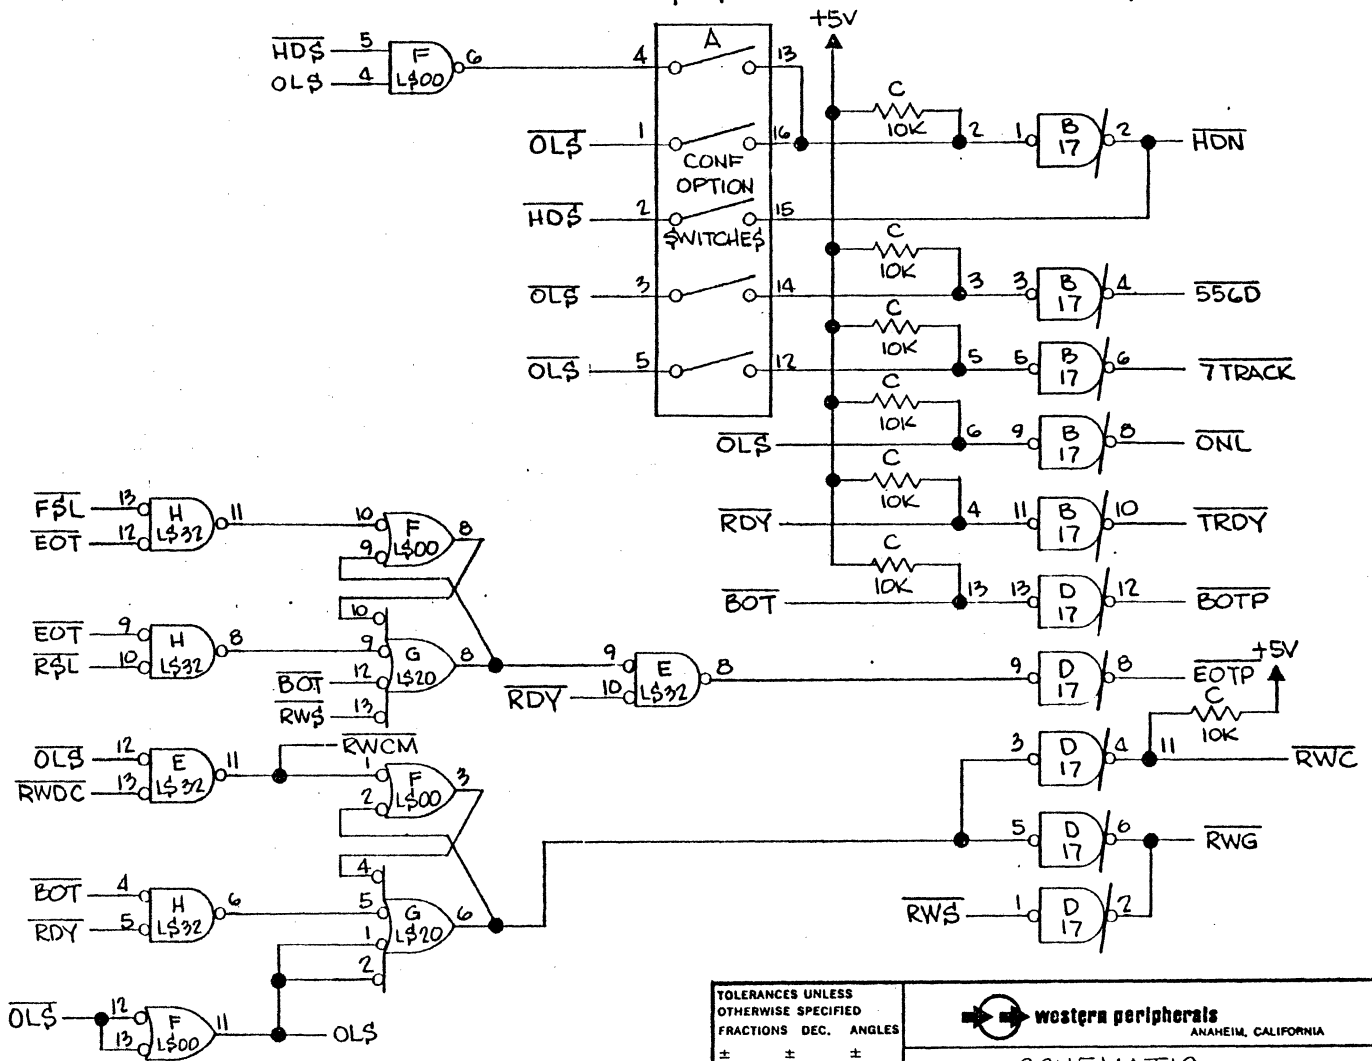 +5V
HDS 5 F 6 4 A 13
OLS 4 LS00
C
10K
OLS 1 16 2 1 B 2 HDN
17
CONF
OPTION
HDS 2 15
SWITCHES
C
10K
OLS 3 14 3 3 B 4 556D
17
C
10K
OLS 5 12 5 5 B 6 7TRACK
17
C
10K
OLS 6 9 B 8 ONL
17
C
10K
RDY 4 11 B 10 TRDY
17
C
10K
BOT 13 13 D 12 BOTP
17
FSL 13 H 11 10 F 8
EOT 12 LS32 9 LS00
10
EOT 9 H 8 9 G 8
RSL 10 LS32 LS20
BOT 12
RWS 13
9 E 8 9 D 8 EOTP
RDY 10 LS32 17
+5V
C
10K
OLS 12 E 11 RWCM
RWDC 13 LS32
1 F 3
2 LS00
3 D 4 11 RWC
17
4
BOT 4 H 6 5 G 6
RDY 5 LS32 1 LS20
2
5 D 6 RWG
17
RWS 1 D 2
17
OLS 12 F 11 OLS
13 LS00
TOLERANCES UNLESS
OTHERWISE SPECIFIED
FRACTIONS DEC. ANGLES
± ± ±
western peripherals
ANAHEIM, CALIFORNIA
SCHEMATIC